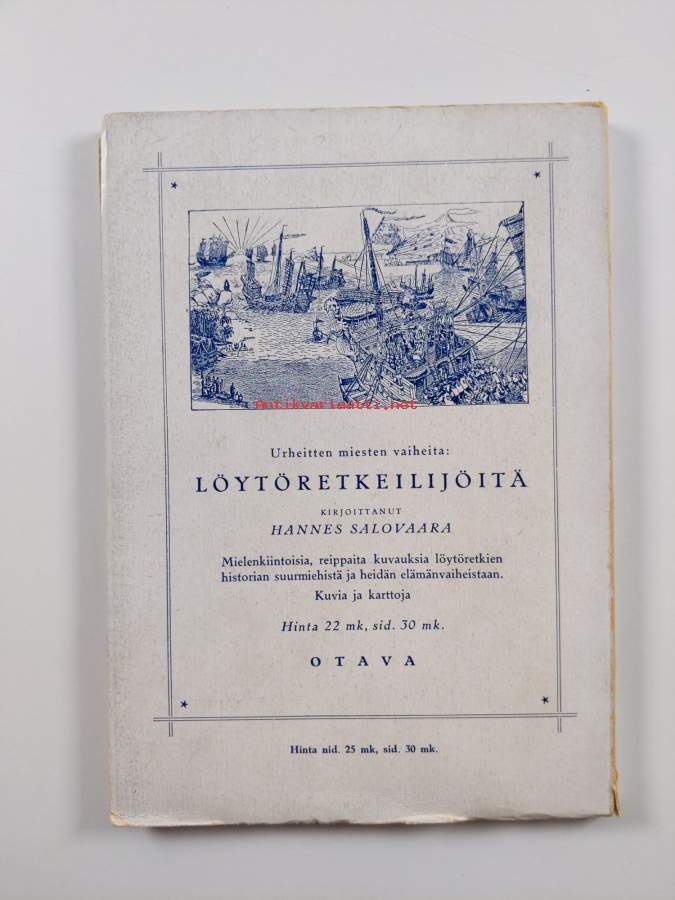 Antikvariaatti.net
Urheitten miesten vaiheita:
LÖYTÖRETKEILIJÖITÄ
KIRJOITTANUT
HANNES SALOVAARA
Mielenkiintoisia, reippaita kuvauksia löytöretkien
historian suurmiehistä ja heidän elämänvaiheistaan.
Kuvia ja karttoja
Hinta 22 mk, sid. 30 mk.
OTAVA
Hinta nid. 25 mk, sid. 30 mk.